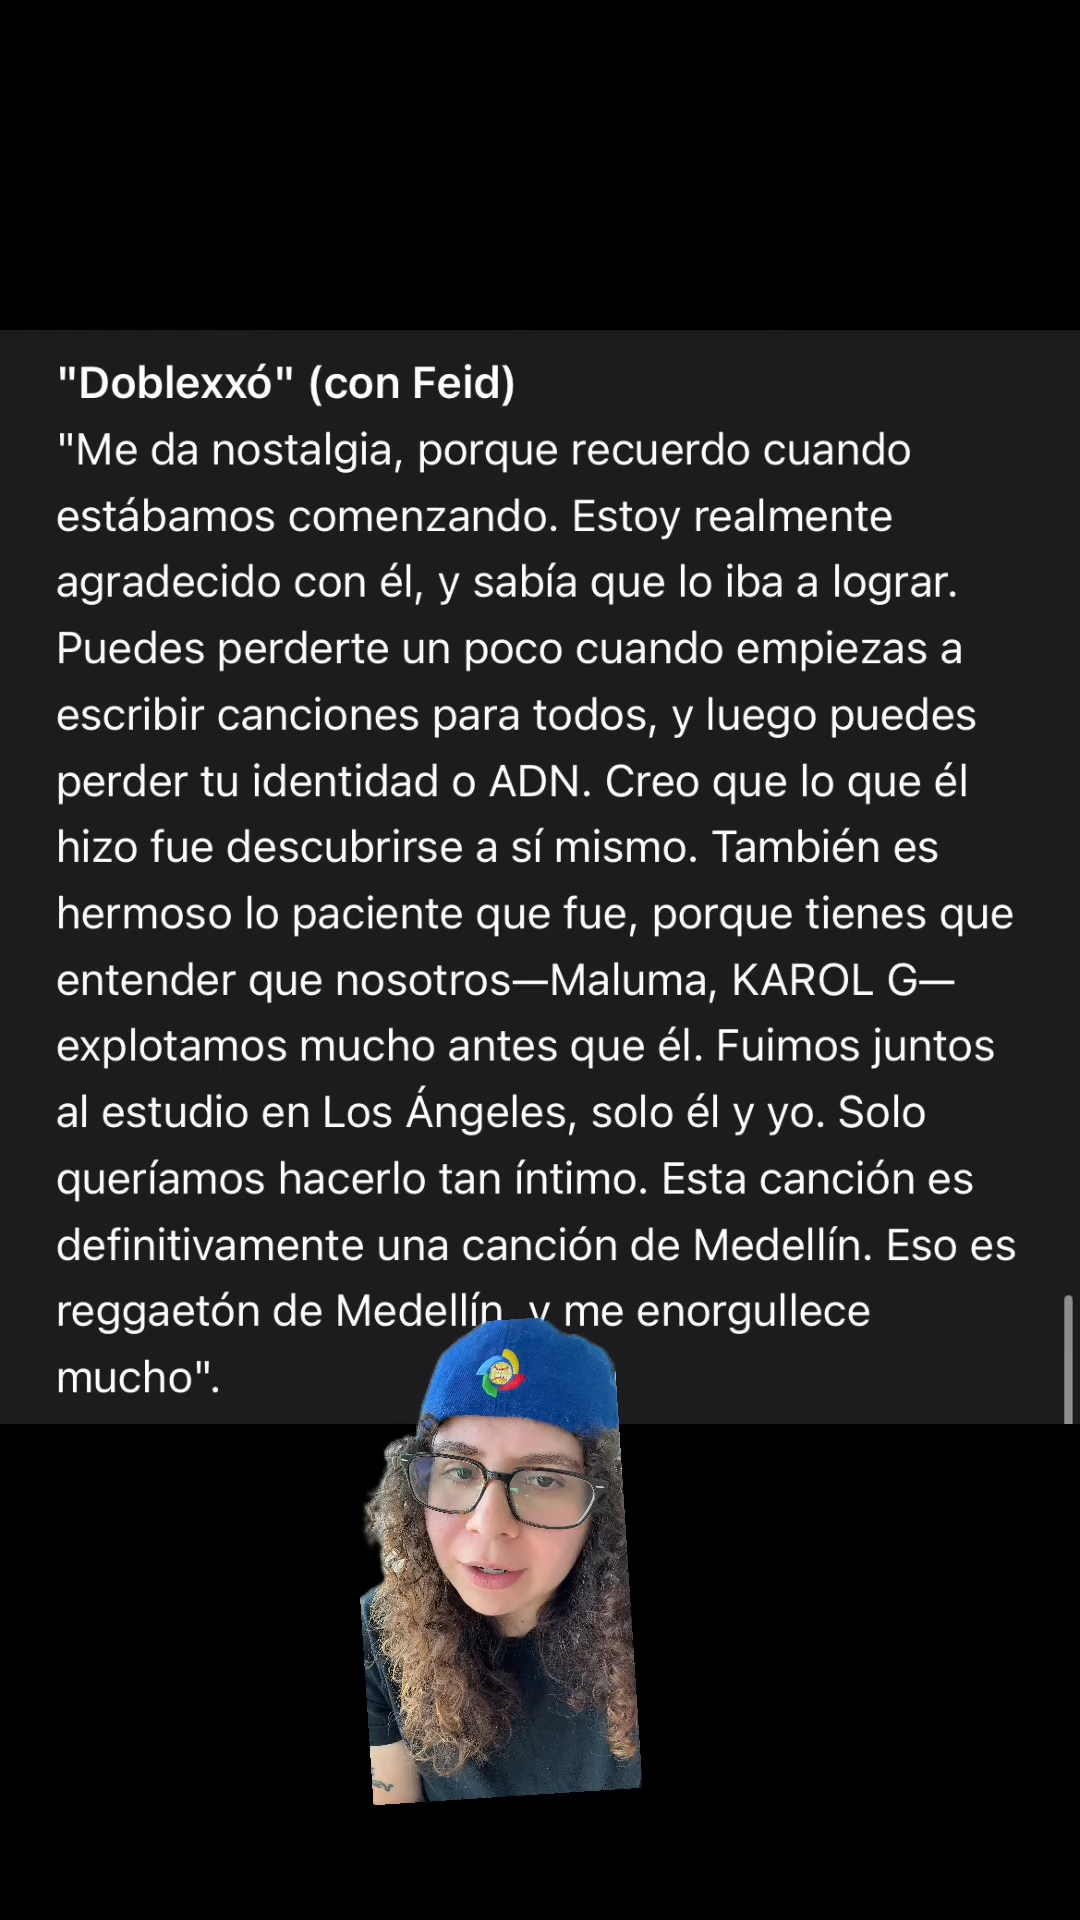 "Doblexxó" (con Feid)
"Me da nostalgia, porque recuerdo cuando
estábamos comenzando. Estoy realmente
agradecido con él, y sabía que lo iba a lograr.
Puedes perderte un poco cuando empiezas a
escribir canciones para todos, y luego puedes
perder tu identidad o ADN. Creo que lo que él
hizo fue descubrirse a sí mismo. También es
hermoso lo paciente que fue, porque tienes que
entender que nosotros—Maluma, KAROL G—
explotamos mucho antes que él. Fuimos juntos
al estudio en Los Ángeles, solo él y yo. Solo
queríamos hacerlo tan íntimo. Esta canción es
definitivamente una canción de Medellín. Eso es
reggaetón de Medellín, y me enorgullece
mucho".